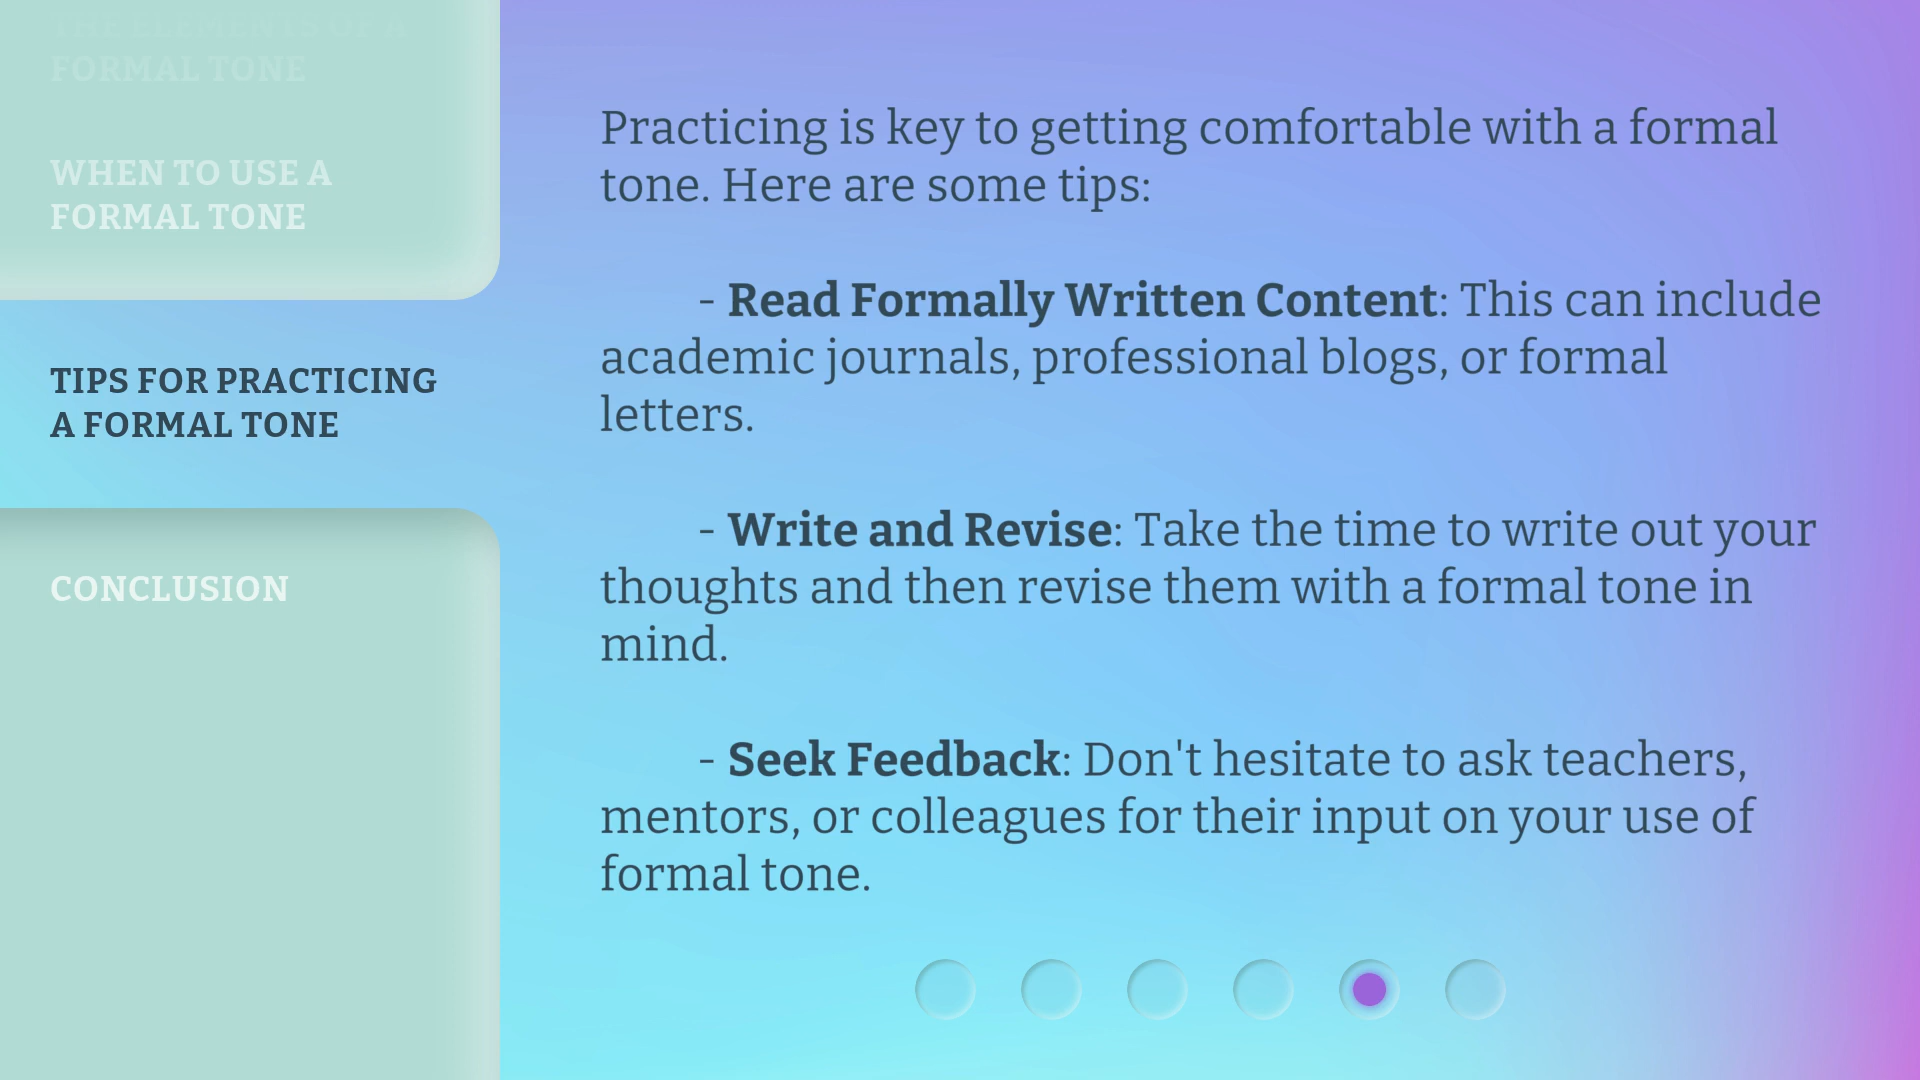 THE ELEMENTS OF A
FORMAL TONE
WHEN TO USE A
FORMAL TONE
TIPS FOR PRACTICING
A FORMAL TONE
CONCLUSION
Practicing is key to getting comfortable with a formal
tone. Here are some tips:
- Read Formally Written Content: This can include
academic journals, professional blogs, or formal
letters.
- Write and Revise: Take the time to write out your
thoughts and then revise them with a formal tone in
mind.
- Seek Feedback: Don't hesitate to ask teachers,
mentors, or colleagues for their input on your use of
formal tone.